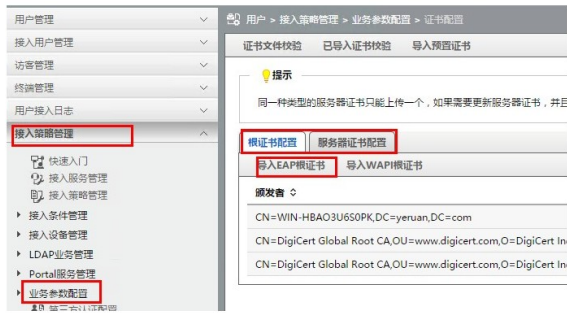 用户管理
接入用户管理
访客管理
终端管理
用户接入日志
接入策略管理
快速入门
接入服务管理
接入策略管理
接入条件管理
接入设备管理
LDAP业务管理
Portal服务管理
业务参数配置
第三方认证配置
用户 > 接入策略管理 > 业务参数配置 > 证书配置
证书文件校验 已导入证书校验 导入预置证书
提示
同一种类型的服务器证书只能上传一个，如果需要更新服务器证书，并且
根证书配置 服务器证书配置
导入EAP根证书 导入WAPI根证书
颁发者
CN=WIN-HBAO3U6S0PK,DC=yeruan,DC=com
CN=DigiCert Global Root CA,OU=www.digicert.com,O=DigiCert Inc
CN=DigiCert Global Root CA,OU=www.digicert.com,O=DigiCert Inc